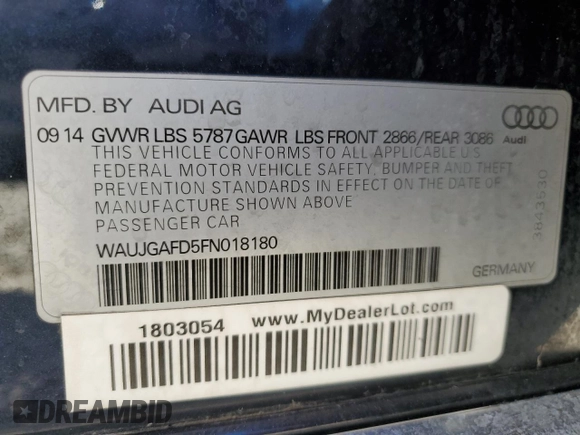 MFD. BY AUDI AG
09 14 GVWR LBS 5787 GAWR LBS FRONT 2866/REAR 3086
Audi
THIS VEHICLE CONFORMS TO ALL APPLICABLE U.S.
FEDERAL MOTOR VEHICLE SAFETY, BUMPER AND THEFT
PREVENTION STANDARDS IN EFFECT ON THE DATE OF
MANUFACTURE SHOWN ABOVE
PASSENGER CAR
WAUJGAFD5FN018180
3843530
GERMANY
1803054 www.MyDealerLot.com
DREAMBID